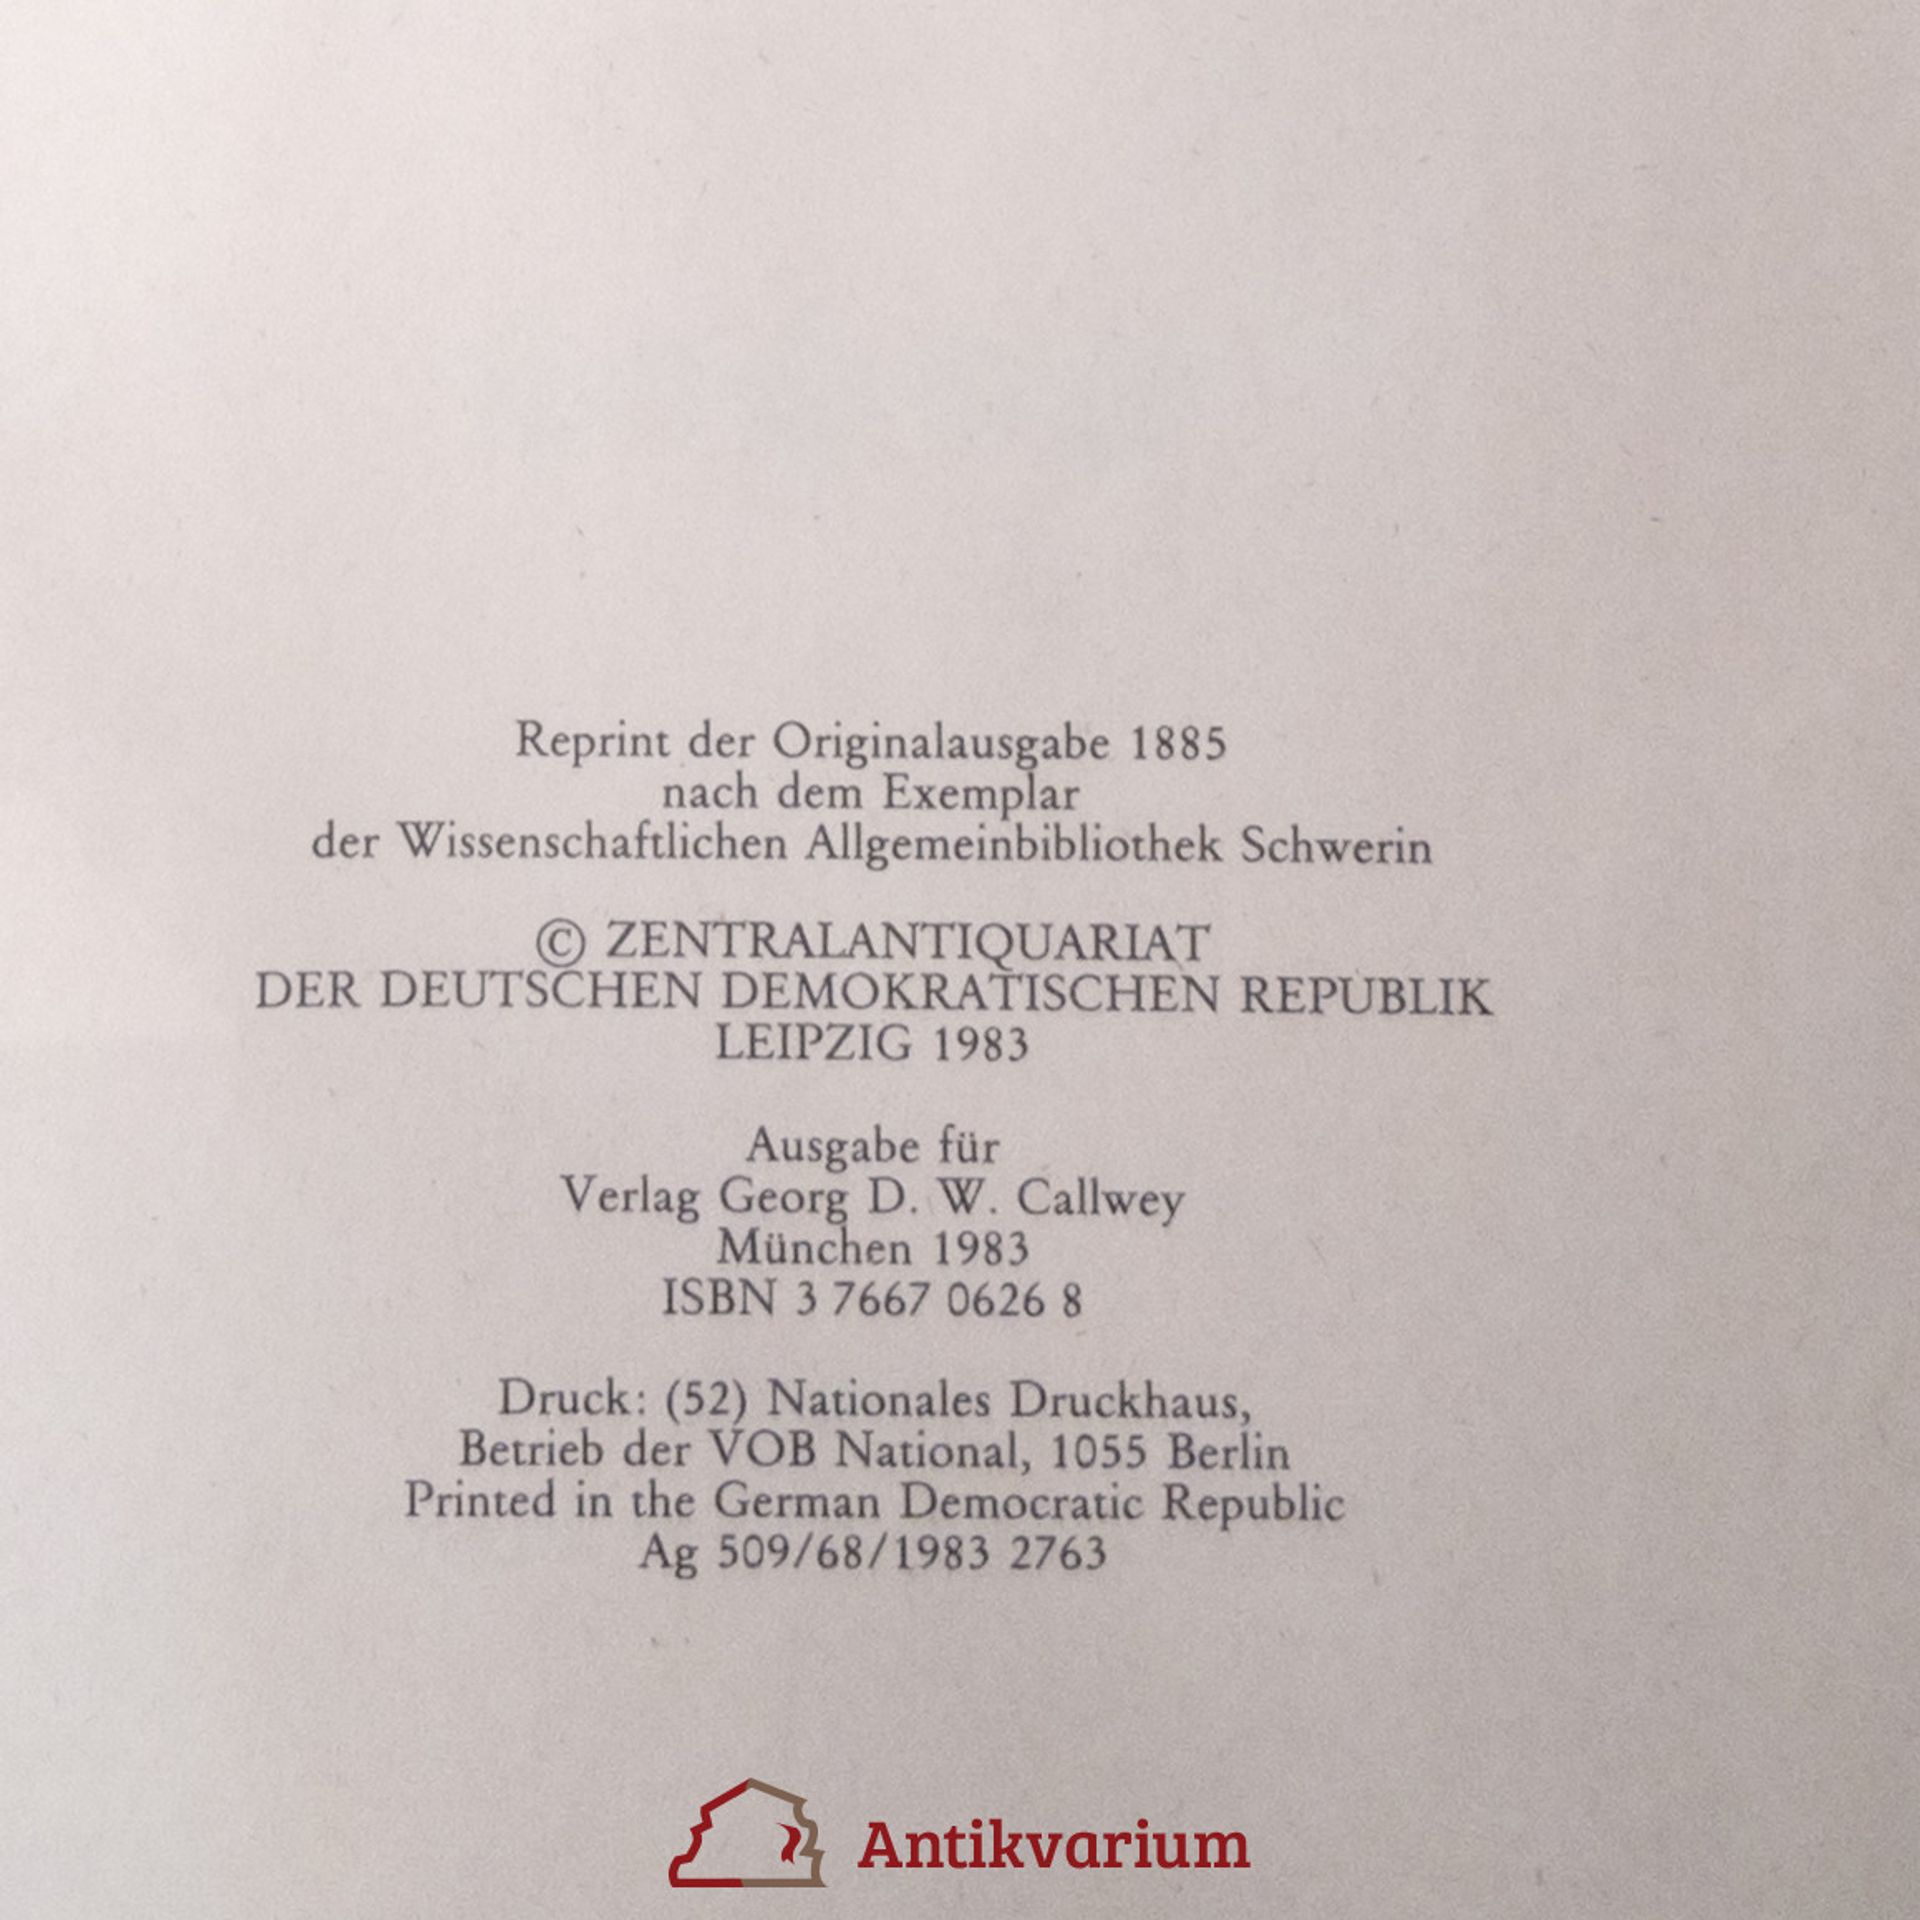 Reprint der Originalausgabe 1885
nach dem Exemplar
der Wissenschaftlichen Allgemeinbibliothek Schwerin
© ZENTRALANTIQUARIAT
DER DEUTSCHEN DEMOKRATISCHEN REPUBLIK
LEIPZIG 1983
Ausgabe für
Verlag Georg D. W. Callwey
München 1983
ISBN 3 7667 0626 8
Druck: (52) Nationales Druckhaus,
Betrieb der VOB National, 1055 Berlin
Printed in the German Democratic Republic
Ag 509/68/1983 2763
Antikvarium